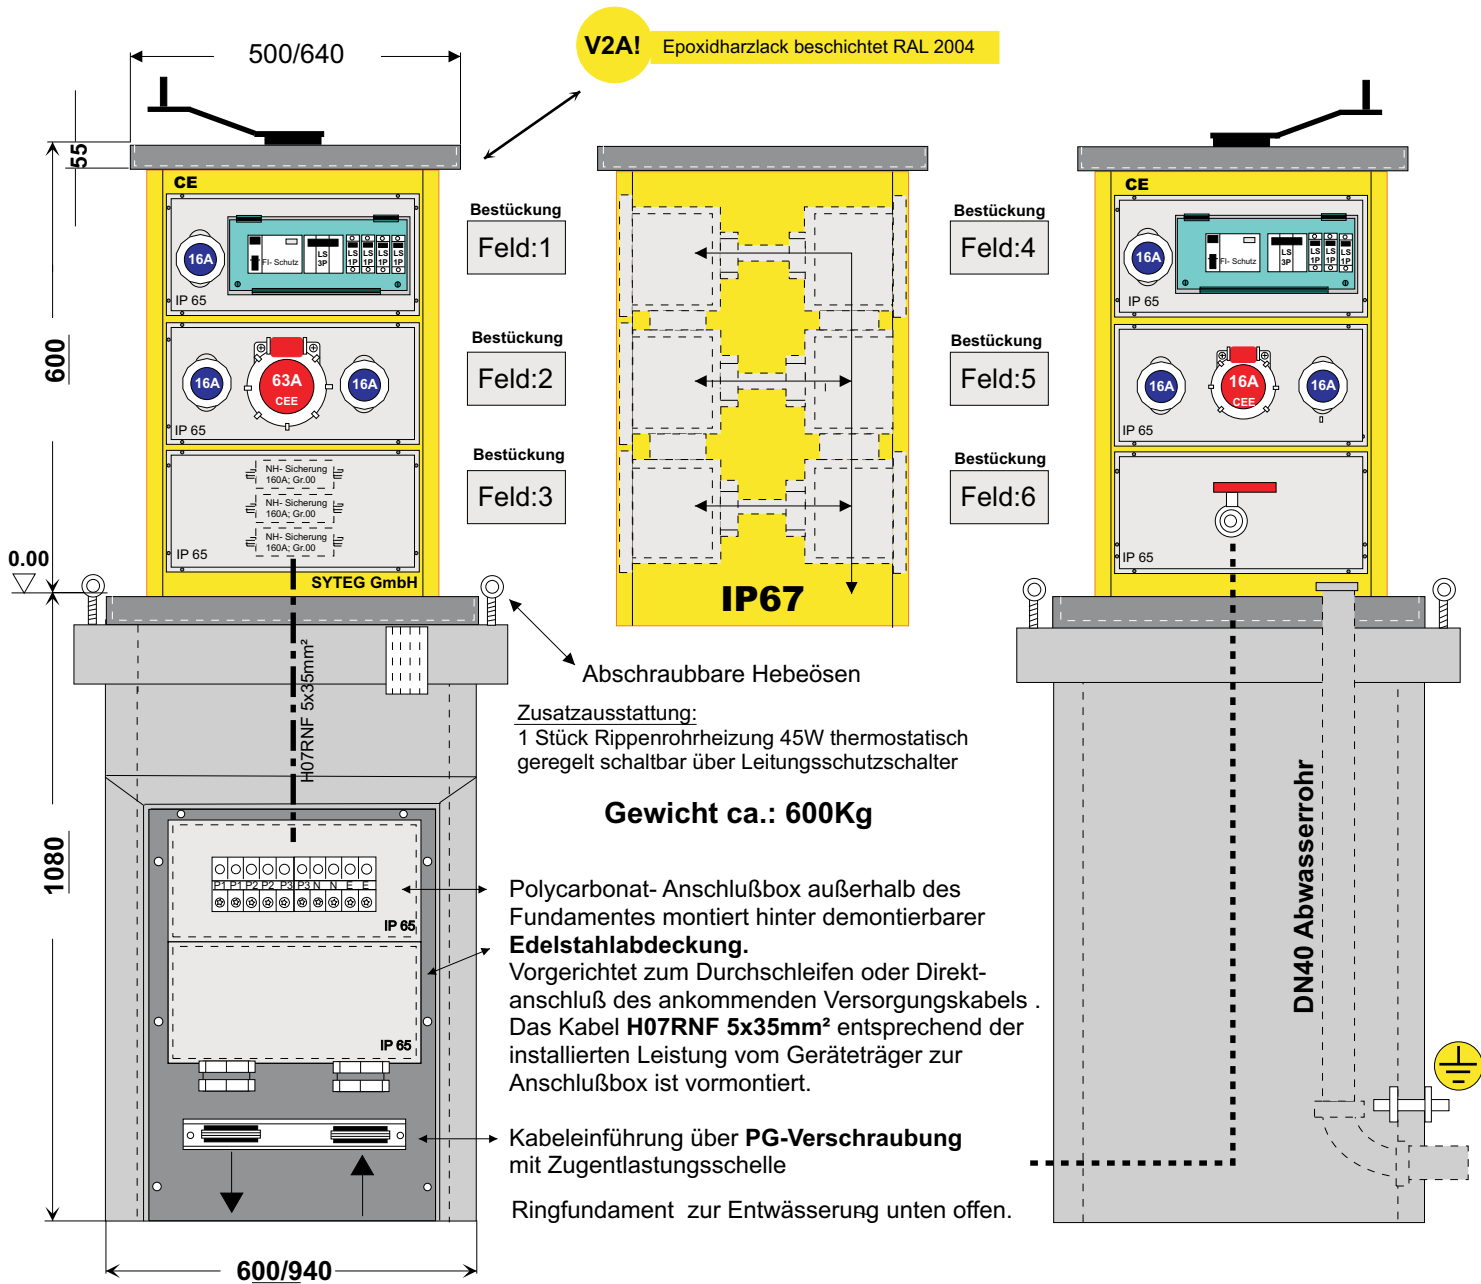 500/640
V2A!
Epoxidharzlack beschichtet RAL 2004
55
600
0.00
1080
600/940
CE
16A
FI- Schutz
LS
3P
LS
1P
LS
1P
LS
1P
LS
1P
IP 65
16A
63A
CEE
16A
IP 65
NH- Sicherung
160A; Gr.00
NH- Sicherung
160A; Gr.00
NH- Sicherung
160A; Gr.00
IP 65
SYTEG GmbH
H07RNF 5x35mm²
P1 P1 P2 P2 P3 P3 N N E E
IP 65
IP 65
Bestückung
Feld:1
Bestückung
Feld:2
Bestückung
Feld:3
IP67
Bestückung
Feld:4
Bestückung
Feld:5
Bestückung
Feld:6
CE
16A
FI- Schutz
LS
3P
LS
1P
LS
1P
LS
1P
IP 65
16A
16A
CEE
16A
IP 65
IP 65
Abschraubbare Hebeösen
Zusatzausstattung:
1 Stück Rippenrohrheizung 45W thermostatisch
geregelt schaltbar über Leitungsschutzschalter
Gewicht ca.: 600Kg
Polycarbonat- Anschlußbox außerhalb des
Fundamentes montiert hinter demontierbarer
Edelstahlabdeckung.
Vorgerichtet zum Durchschleifen oder Direkt-
anschluß des ankommenden Versorgungskabels .
Das Kabel H07RNF 5x35mm² entsprechend der
installierten Leistung vom Geräteträger zur
Anschlußbox ist vormontiert.
Kabeleinführung über PG-Verschraubung
mit Zugentlastungsschelle
Ringfundament zur Entwässerung unten offen.
DN40 Abwasserrohr